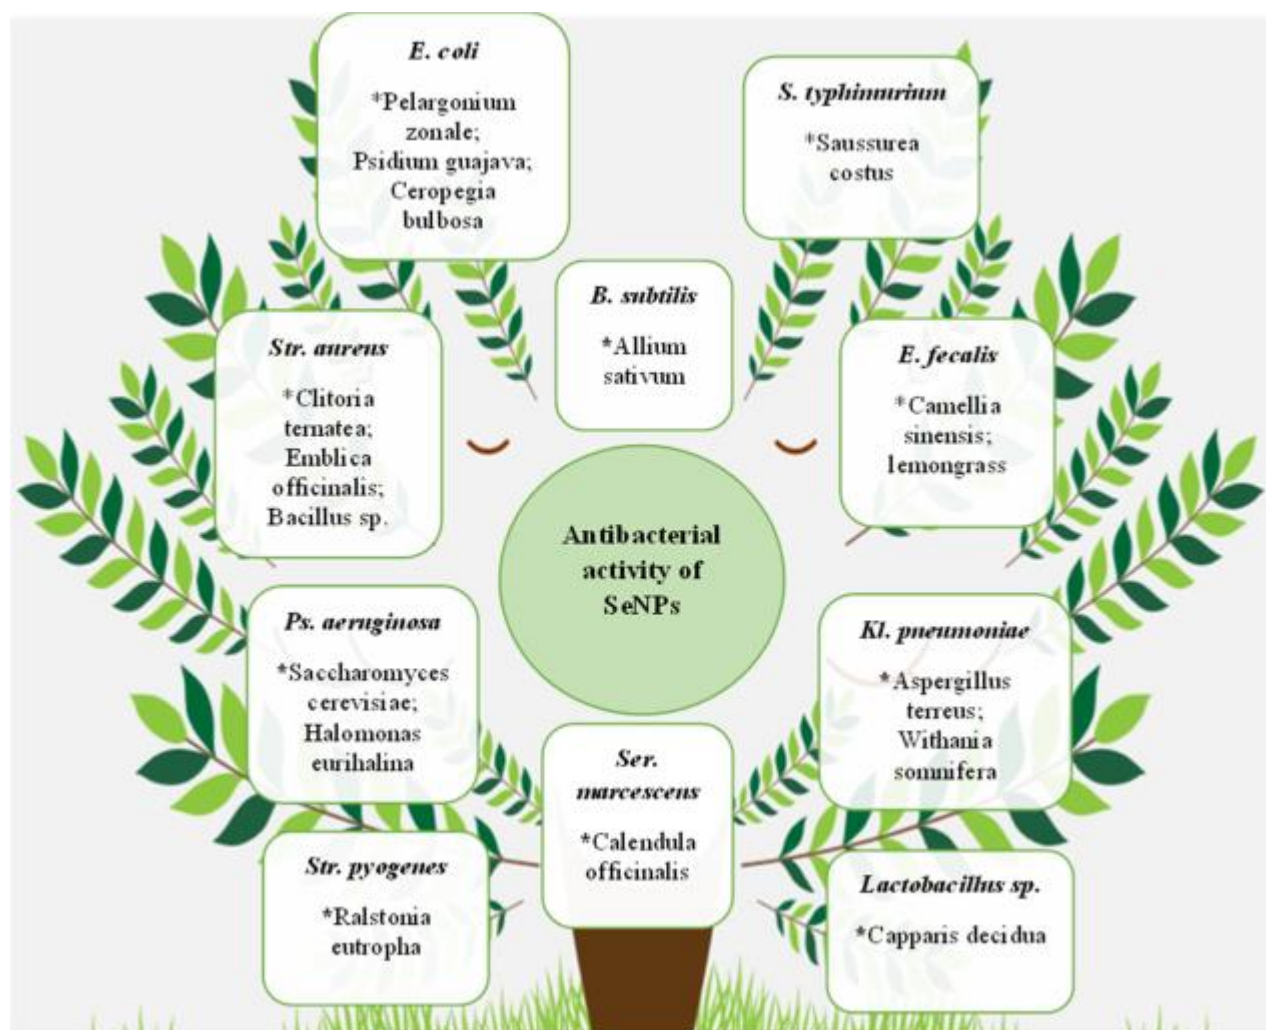 E. coli
*Pelargonium
zonale;
Psidium guajava;
Ceropegia
bulbosa
S. typhimurium
*Saussurea
costus
B. subtilis
*Allium
sativum
Str. aureus
*Clitoria
ternatea;
Emblica
officinalis;
Bacillus sp.
E. fecalis
*Camellia
sinensis;
lemongrass
Antibacterial
activity of
SeNPs
Ps. aeruginosa
*Saccharomyces
cerevisiae;
Halomonas
eurihalina
Kl. pneumoniae
*Aspergillus
terreus;
Withania
somnifera
Ser.
marcescens
*Calendula
officinalis
Str. pyogenes
*Ralstonia
eutropha
Lactobacillus sp.
*Capparis decidua